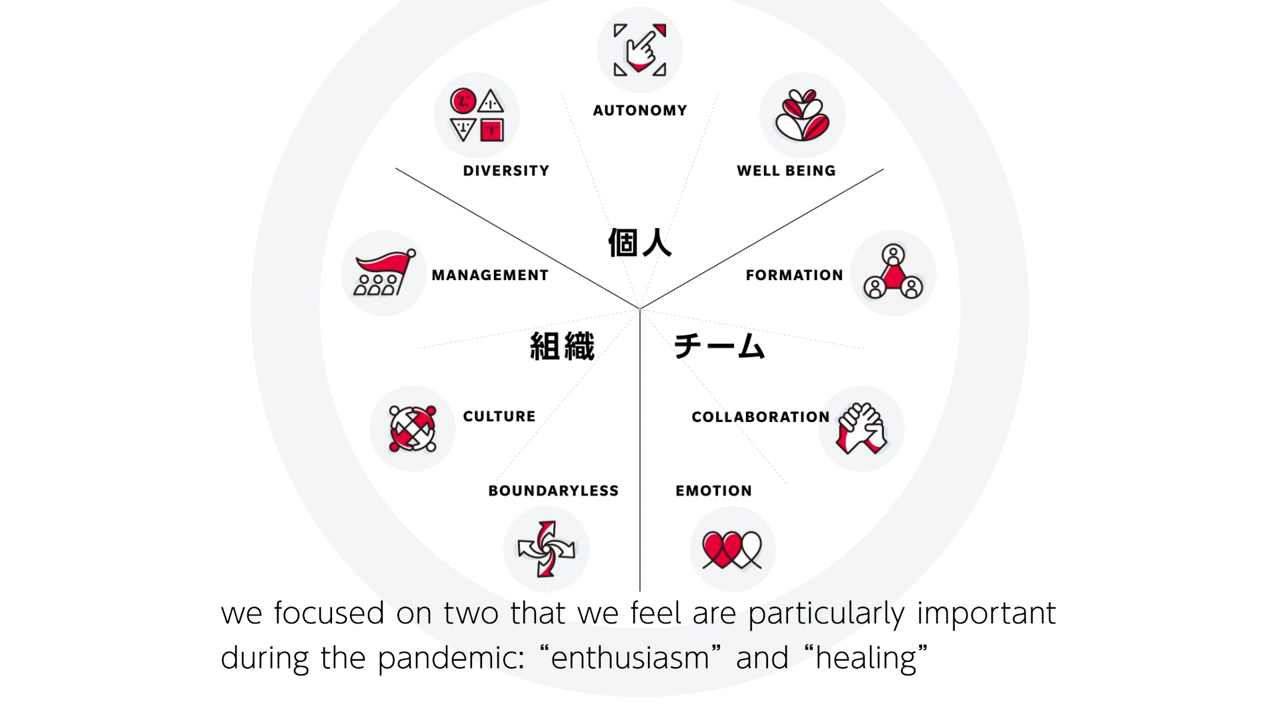 AUTONOMY
DIVERSITY
WELL BEING
個人
MANAGEMENT
FORMATION
組織
チーム
CULTURE
COLLABORATION
BOUNDARYLESS
EMOTION
we focused on two that we feel are particularly important
during the pandemic: “enthusiasm” and “healing”